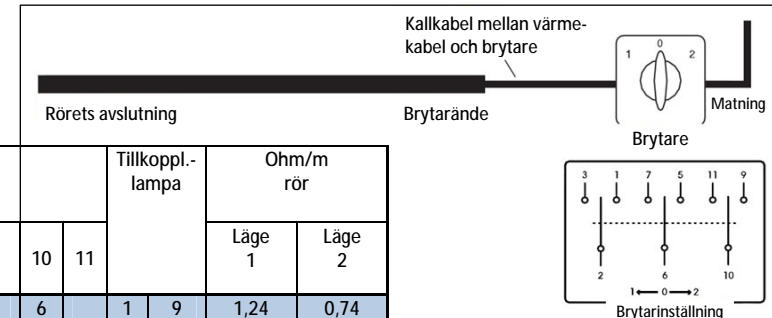 Kallkabel mellan värme-
kabel och brytare
1 0 2
Rörets avslutning Brytarände Matning
Brytare
Tillkoppl.-
lampa
Ohm/m
rör
10 11 Läge
1 Läge
2
6 1 9 1,24 0,74
3 1 7 5 11 9
2 6 10
1 0 2
Brytarinställning